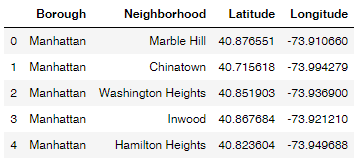 Borough Neighborhood Latitude Longitude
0 Manhattan Marble Hill 40.876551 -73.910660
1 Manhattan Chinatown 40.715618 -73.994279
2 Manhattan Washington Heights 40.851903 -73.936900
3 Manhattan Inwood 40.867684 -73.921210
4 Manhattan Hamilton Heights 40.823604 -73.949688